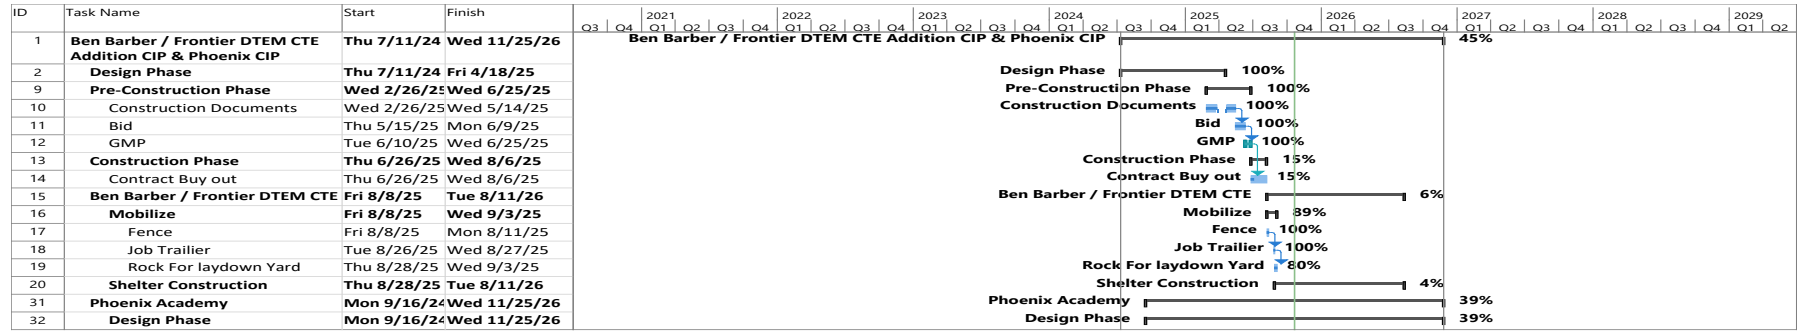 ID Task Name Start Finish 2021 2022 2023 2024 2025 2026 2027 2028 2029
Q3 Q4 Q1 Q2 Q3 Q4 Q1 Q2 Q3 Q4 Q1 Q2 Q3 Q4 Q1 Q2 Q3 Q4 Q1 Q2 Q3 Q4 Q1 Q2 Q3 Q4 Q1 Q2 Q3 Q4 Q1 Q2 Q3 Q4 Q1 Q2
1 Ben Barber / Frontier DTEM CTE Thu 7/11/24 Wed 11/25/26 Ben Barber / Frontier DTEM CTE Addition CIP & Phoenix CIP 45%
Addition CIP & Phoenix CIP
2 Design Phase Thu 7/11/24 Fri 4/18/25 Design Phase 100%
9 Pre-Construction Phase Wed 2/26/25 Wed 6/25/25 Pre-Construction Phase 100%
10 Construction Documents Wed 2/26/25 Wed 5/14/25 Construction Documents 100%
11 Bid Thu 5/15/25 Mon 6/9/25 Bid 100%
12 GMP Tue 6/10/25 Wed 6/25/25 GMP 100%
13 Construction Phase Thu 6/26/25 Wed 8/6/25 Construction Phase 15%
14 Contract Buy out Thu 6/26/25 Wed 8/6/25 Contract Buy out 15%
15 Ben Barber / Frontier DTEM CTE Fri 8/8/25 Tue 8/11/26 Ben Barber / Frontier DTEM CTE 6%
16 Mobilize Fri 8/8/25 Wed 9/3/25 Mobilize 89%
17 Fence Fri 8/8/25 Mon 8/11/25 Fence 100%
18 Job Trailier Tue 8/26/25 Wed 8/27/25 Job Trailier 100%
19 Rock For laydown Yard Thu 8/28/25 Wed 9/3/25 Rock For laydown Yard 80%
20 Shelter Construction Thu 8/28/25 Tue 8/11/26 Shelter Construction 4%
31 Phoenix Academy Mon 9/16/24 Wed 11/25/26 Phoenix Academy 39%
32 Design Phase Mon 9/16/24 Wed 11/25/26 Design Phase 39%